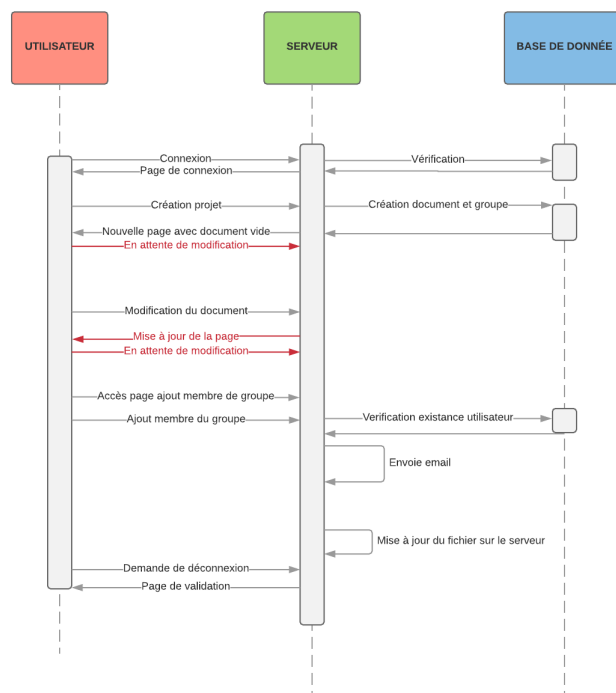 UTILISATEUR
SERVEUR
BASE DE DONNÉE
Connexion
Vérification
Page de connexion
Création projet
Création document et groupe
Nouvelle page avec document vide
En attente de modification
Modification du document
Mise à jour de la page
En attente de modification
Accès page ajout membre de groupe
Ajout membre du groupe
Verification existance utilisateur
Envoie email
Mise à jour du fichier sur le serveur
Demande de déconnexion
Page de validation